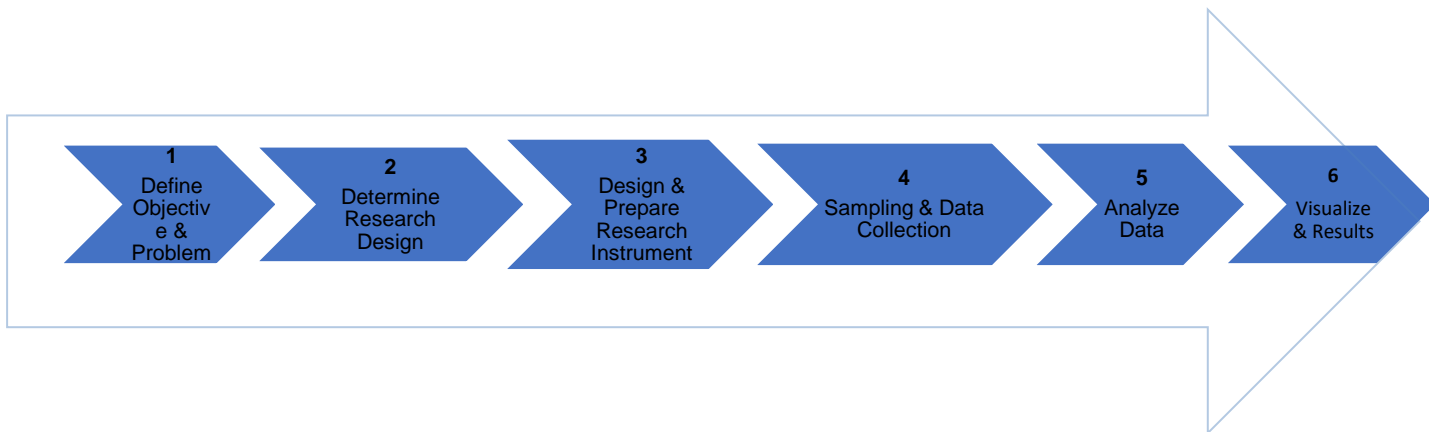 1
Define
Objectiv
e &
Problem
2
Determine
Research
Design
3
Design &
Prepare
Research
Instrument
4
Sampling & Data
Collection
5
Analyze
Data
6
Visualize
& Results